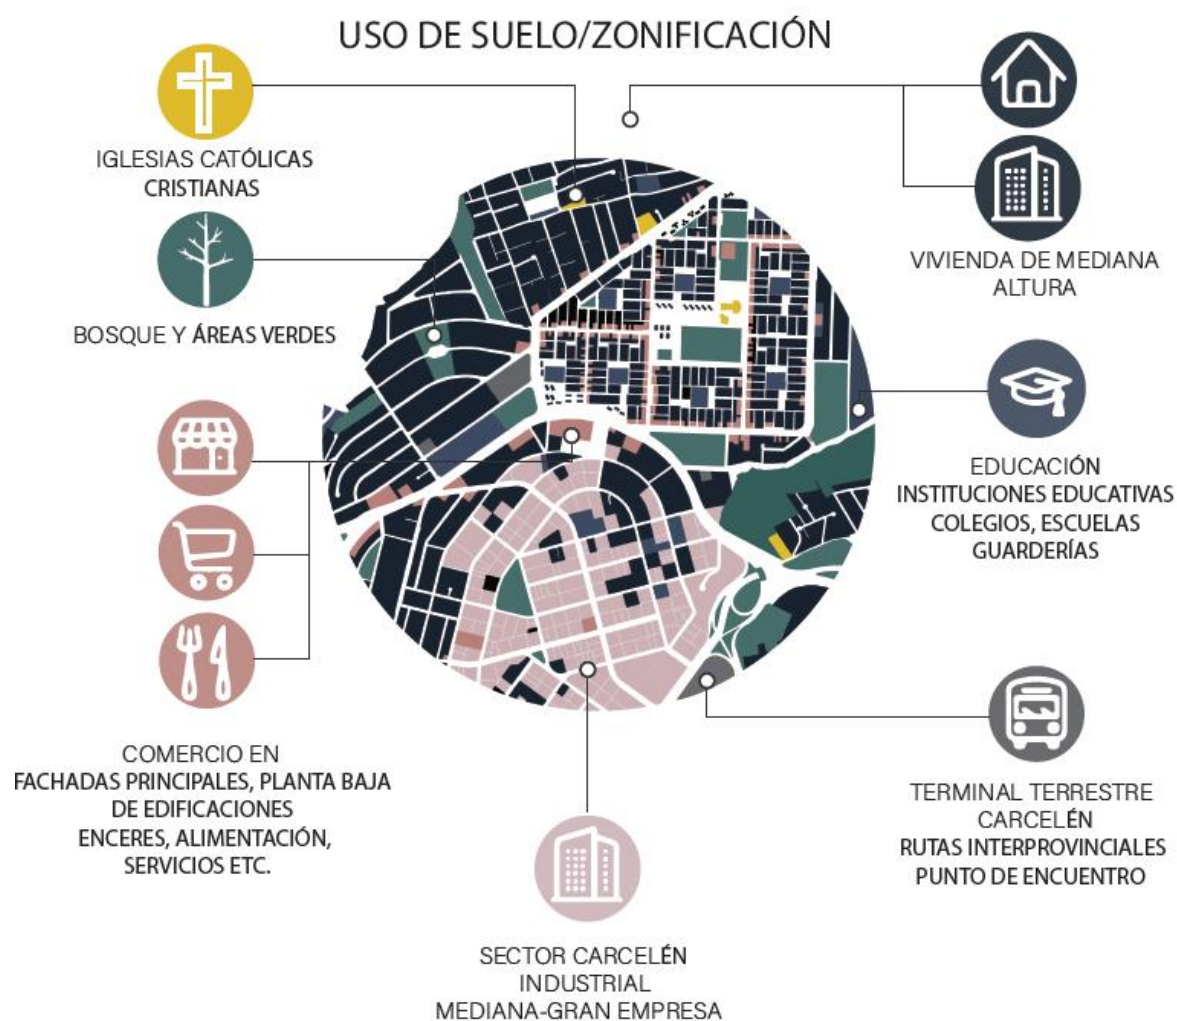 USO DE SUELO/ZONIFICACIÓN
IGLESIAS CATÓLICAS
CRISTIANAS
BOSQUE Y ÁREAS VERDES
COMERCIO EN
FACHADAS PRINCIPALES, PLANTA BAJA
DE EDIFICACIONES
ENCERES, ALIMENTACIÓN,
SERVICIOS ETC.
VIVIENDA DE MEDIANA
ALTURA
EDUCACIÓN
INSTITUCIONES EDUCATIVAS
COLEGIOS, ESCUELAS
GUARDERÍAS
TERMINAL TERRESTRE
CARCELÉN
RUTAS INTERPROVINCIALES
PUNTO DE ENCUENTRO
SECTOR CARCELÉN
INDUSTRIAL
MEDIANA-GRAN EMPRESA